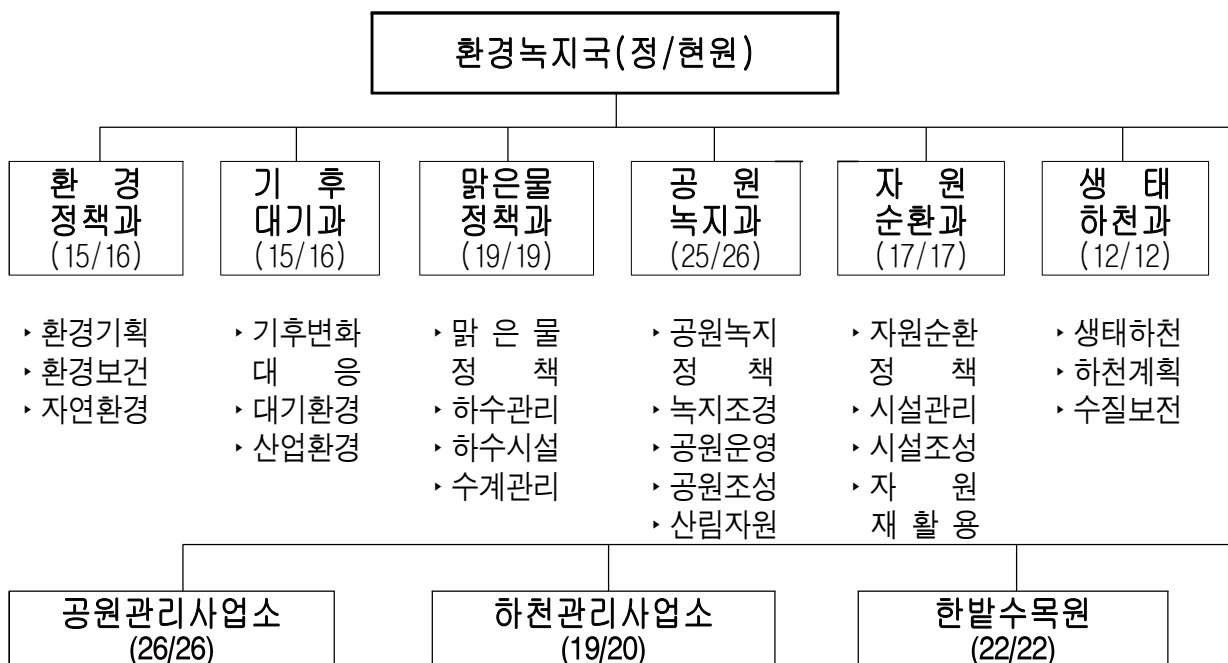 환경녹지국(정/현원)
환 경
정책과
(15/16)
기 후
대기과
(15/16)
맑은물
정책과
(19/19)
공 원
녹지과
(25/26)
자 원
순환과
(17/17)
생 태
하천과
(12/12)
‣ 환경기획
‣ 환경보건
‣ 자연환경
‣ 기후변화
대 응
‣ 대기환경
‣ 산업환경
‣ 맑 은 물
정 책
‣ 하수관리
‣ 하수시설
‣ 수계관리
‣ 공원녹지
정 책
‣ 녹지조경
‣ 공원운영
‣ 공원조성
‣ 산림자원
‣ 자원순환
정 책
‣ 시설관리
‣ 시설조성
‣ 자 원
재 활 용
‣ 생태하천
‣ 하천계획
‣ 수질보전
공원관리사업소
(26/26)
하천관리사업소
(19/20)
한밭수목원
(22/22)